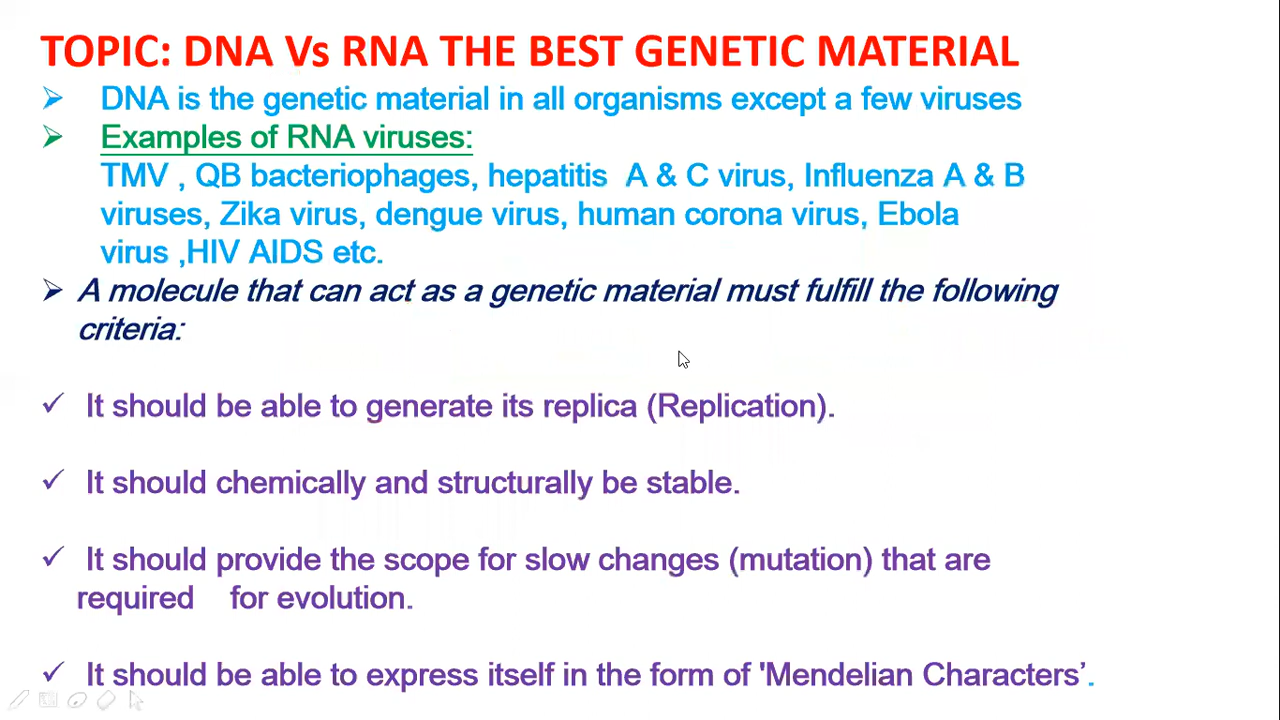 TOPIC: DNA Vs RNA THE BEST GENETIC MATERIAL
➢ DNA is the genetic material in all organisms except a few viruses
➢ Examples of RNA viruses:
TMV , QB bacteriophages, hepatitis A & C virus, Influenza A & B
viruses, Zika virus, dengue virus, human corona virus, Ebola
virus ,HIV AIDS etc.
➢ A molecule that can act as a genetic material must fulfill the following
criteria:
✓ It should be able to generate its replica (Replication).
✓ It should chemically and structurally be stable.
✓ It should provide the scope for slow changes (mutation) that are
required for evolution.
✓ It should be able to express itself in the form of 'Mendelian Characters’.